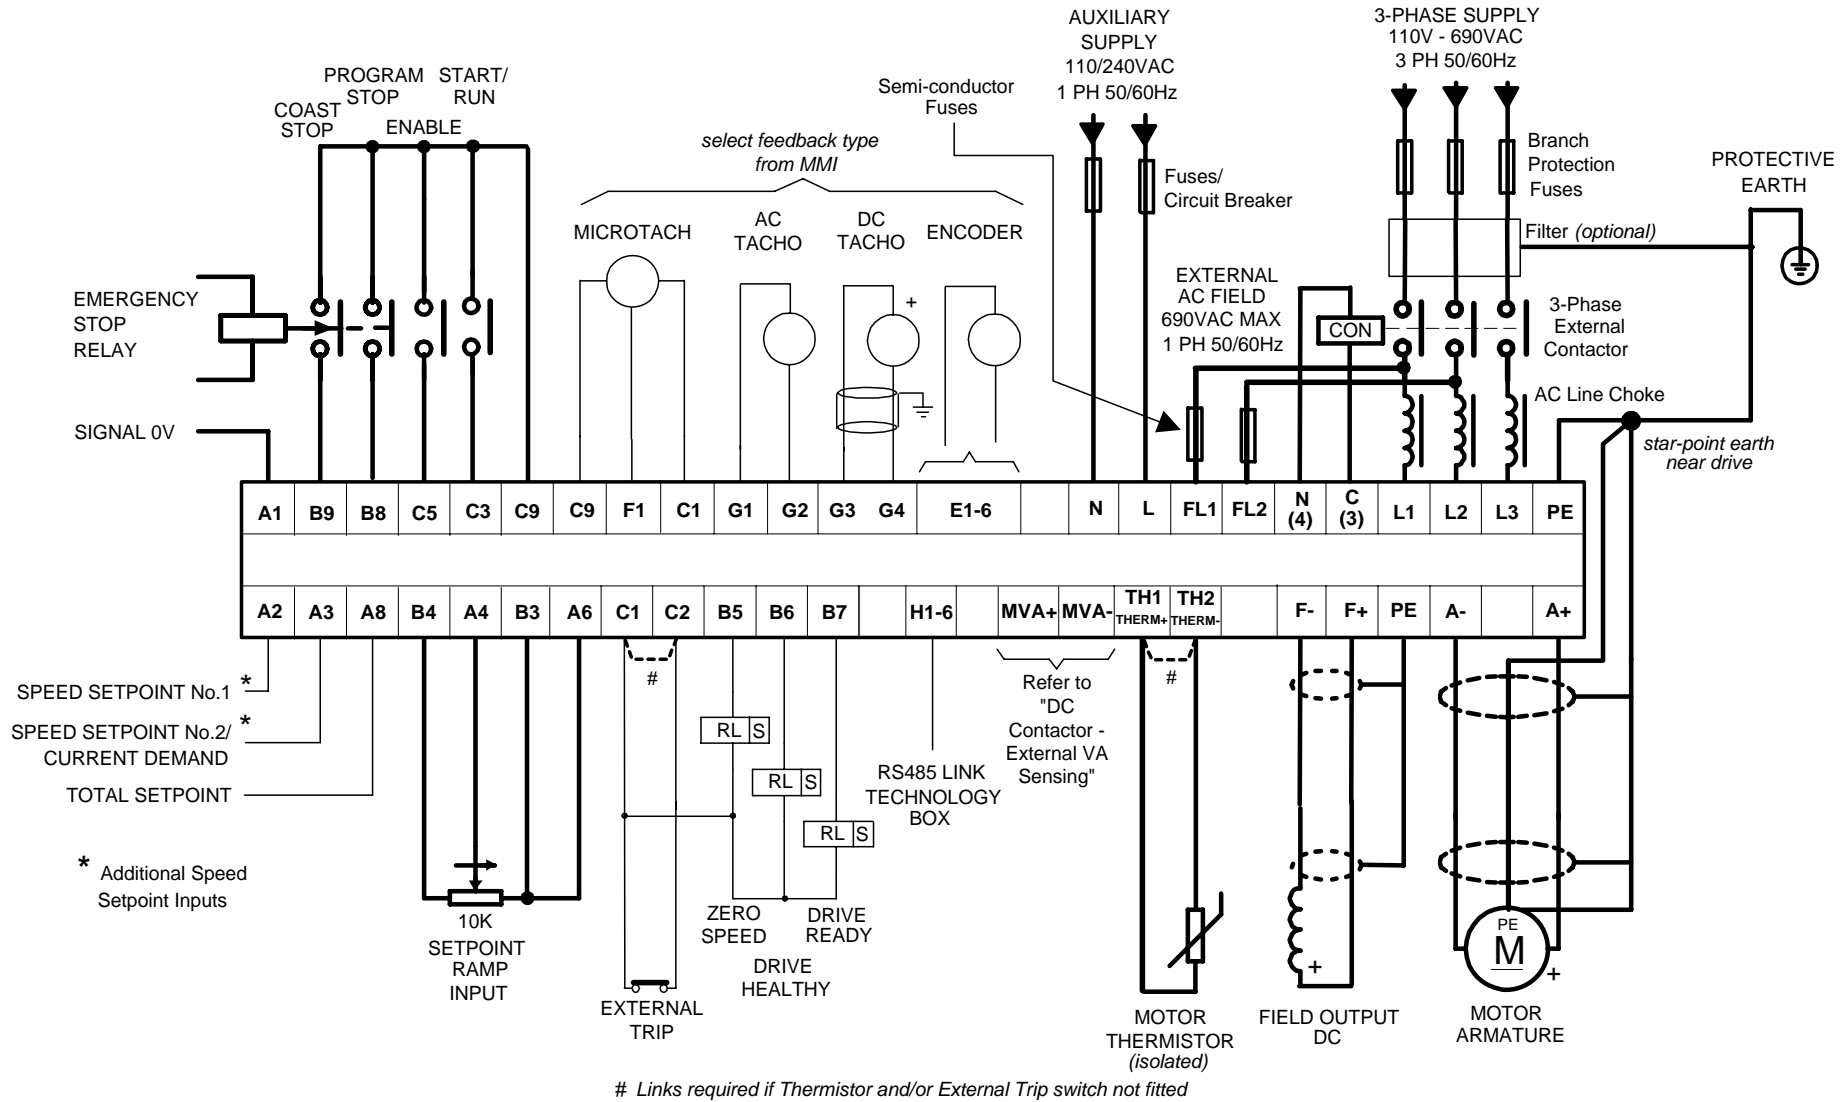 AUXILIARY
SUPPLY
110/240VAC
1 PH 50/60Hz
3-PHASE SUPPLY
110V - 690VAC
3 PH 50/60Hz
PROGRAM
STOP
START/
RUN
COAST
STOP
ENABLE
Semi-conductor
Fuses
select feedback type
from MMI
Fuses/
Circuit Breaker
Branch
Protection
Fuses
PROTECTIVE
EARTH
MICROTACH
AC
TACHO
DC
TACHO
ENCODER
Filter (optional)
EMERGENCY
STOP
RELAY
+
EXTERNAL
AC FIELD
690VAC MAX
1 PH 50/60Hz
CON
3-Phase
External
Contactor
AC Line Choke
SIGNAL 0V
star-point earth
near drive
A1 B9 B8 C5 C3 C9 C9 F1 C1 G1 G2 G3 G4 E1-6 N L FL1 FL2 N (4) C (3) L1 L2 L3 PE
A2 A3 A8 B4 A4 B3 A6 C1 C2 B5 B6 B7 H1-6 MVA+ MVA- TH1 THERM+ TH2 THERM- F- F+ PE A- A+
SPEED SETPOINT No.1 *
SPEED SETPOINT No.2/ *
CURRENT DEMAND
TOTAL SETPOINT
# #
RL S
RL S
RL S
Refer to
"DC
Contactor -
External VA
Sensing"
RS485 LINK
TECHNOLOGY
BOX
* Additional Speed
Setpoint Inputs
10K
SETPOINT
RAMP
INPUT
ZERO
SPEED
DRIVE
READY
DRIVE
HEALTHY
EXTERNAL
TRIP
MOTOR
THERMISTOR
(isolated)
+
FIELD OUTPUT
DC
PE
M
+
MOTOR
ARMATURE
# Links required if Thermistor and/or External Trip switch not fitted